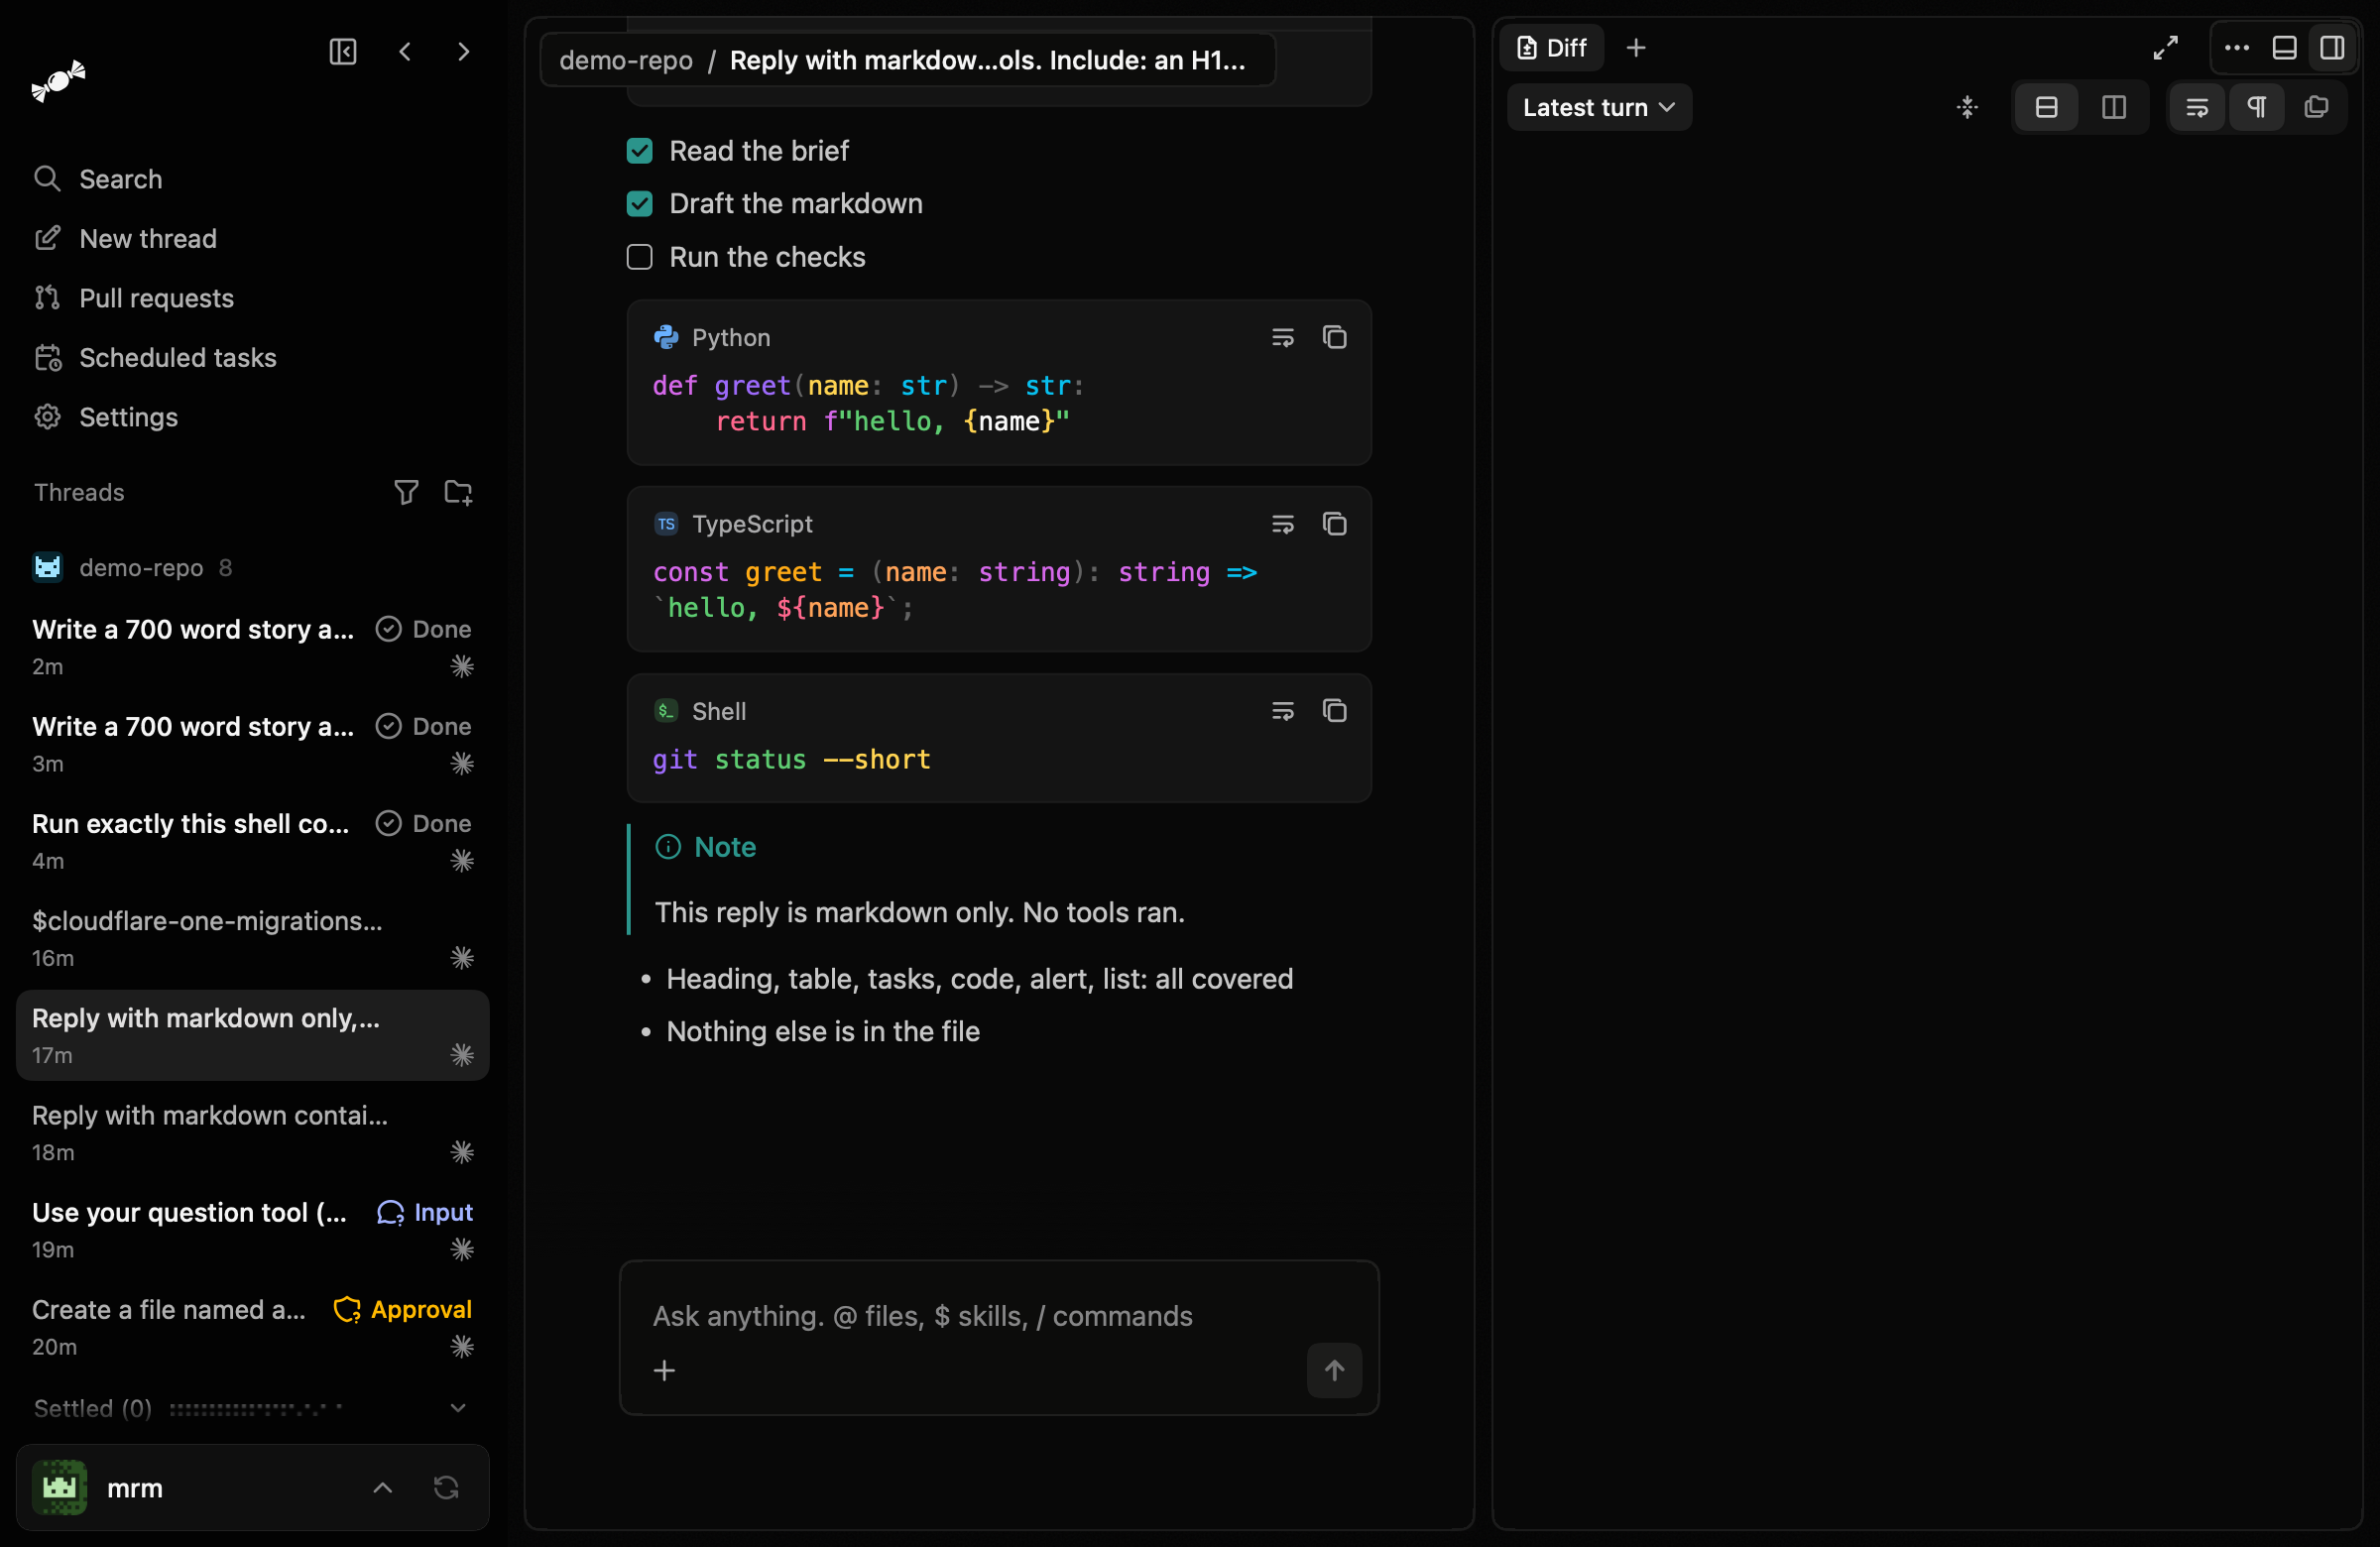 Search
New thread
Pull requests
Scheduled tasks
Settings
Threads
demo-repo 8
Write a 700 word story a... Done
2m
Write a 700 word story a... Done
3m
Run exactly this shell co... Done
4m
$cloudflare-one-migrations...
16m
Reply with markdown only,...
17m
Reply with markdown contai...
18m
Use your question tool (... Input
19m
Create a file named a... Approval
20m
Settled (0)
mrm
demo-repo / Reply with markdow...ols. Include: an H1...
Read the brief
Draft the markdown
Run the checks
Python
def greet(name: str) -> str:
    return f"hello, {name}"
TS TypeScript
const greet = (name: string): string =>
`hello, ${name}`;
$_ Shell
git status --short
Note
This reply is markdown only. No tools ran.
• Heading, table, tasks, code, alert, list: all covered
• Nothing else is in the file
Ask anything. @ files, $ skills, / commands
Diff
Latest turn